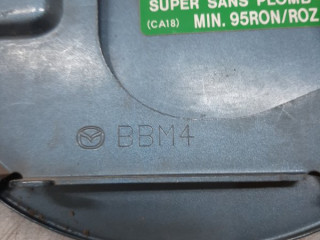 SUPER SANS PLOMB
(CA18) MIN. 95RON/ROZ
BBM4